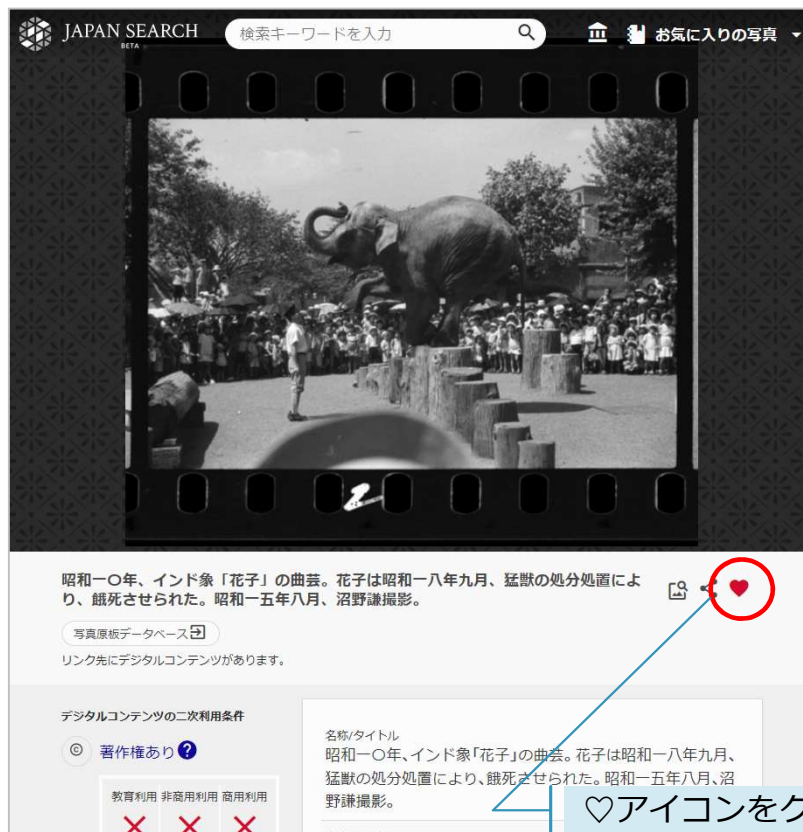 JAPAN SEARCH
BETA
検索キーワードを入力
お気に入りの写真
昭和一〇年、インド象「花子」の曲芸。花子は昭和一八年九月、猛獣の処分処置によ
り、餓死させられた。昭和一五年八月、沼野謙撮影。
写真原板データベース
リンク先にデジタルコンテンツがあります。
デジタルコンテンツの二次利用条件
© 著作権あり ?
教育利用 非商用利用 商用利用
名称/タイトル
昭和一〇年、インド象「花子」の曲芸。花子は昭和一八年九月、
猛獣の処分処置により、餓死させられた。昭和一五年八月、沼
野謙撮影。
♡アイコンをク